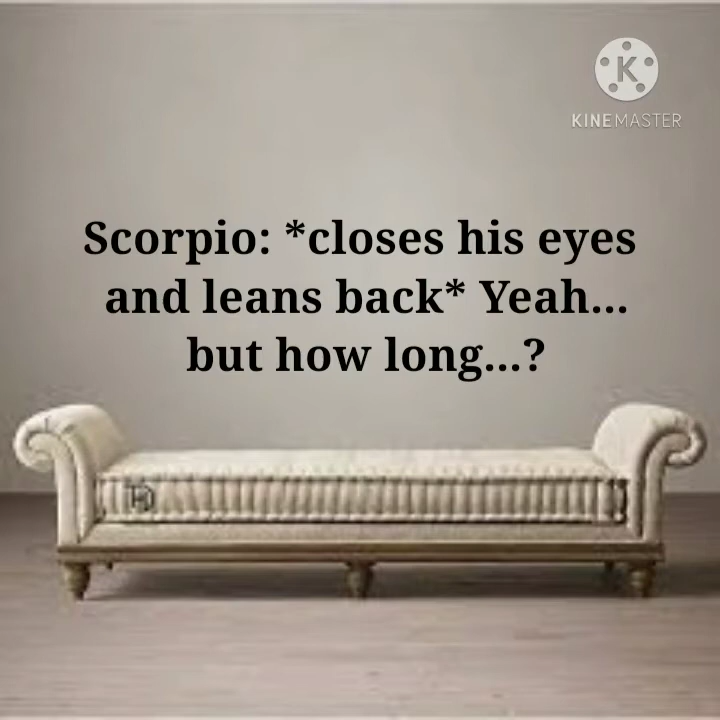 KINEMASTER
Scorpio: *closes his eyes
and leans back* Yeah...
but how long...?